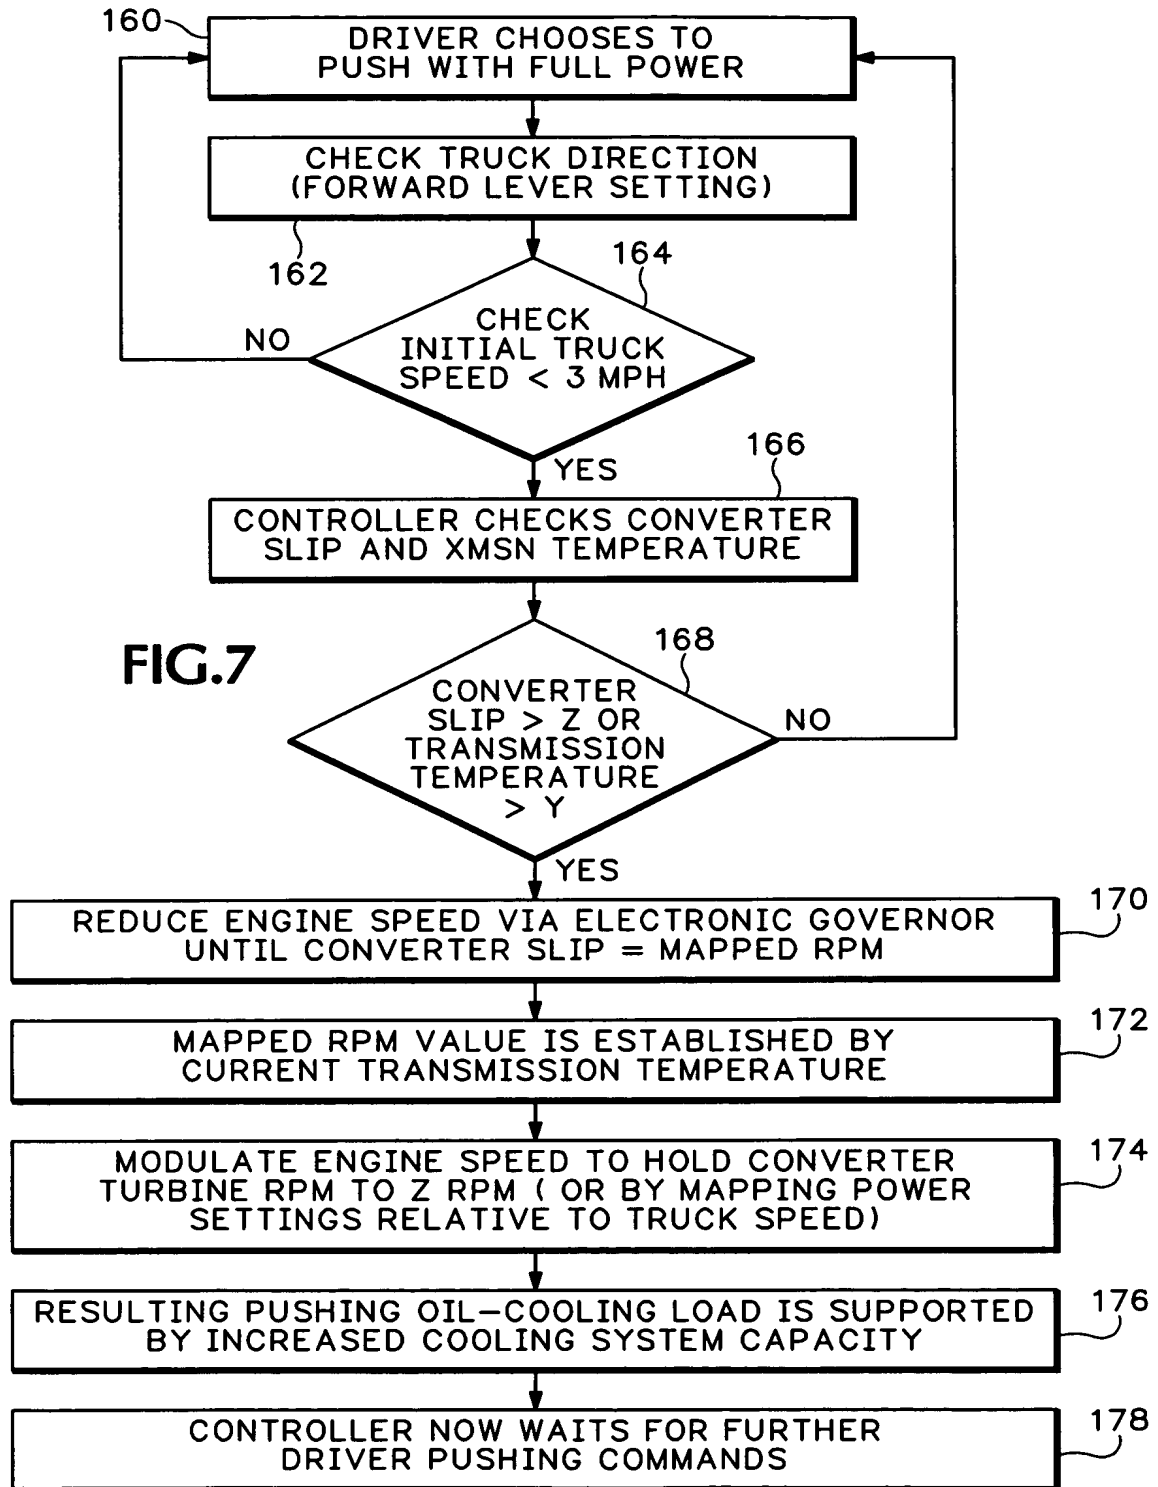 160
DRIVER CHOOSES TO
PUSH WITH FULL POWER
CHECK TRUCK DIRECTION
(FORWARD LEVER SETTING)
162
164
CHECK
INITIAL TRUCK
SPEED < 3 MPH
NO
YES
166
CONTROLLER CHECKS CONVERTER
SLIP AND XMSN TEMPERATURE
FIG.7
168
CONVERTER
SLIP > Z OR
TRANSMISSION
TEMPERATURE
> Y
NO
YES
170
REDUCE ENGINE SPEED VIA ELECTRONIC GOVERNOR
UNTIL CONVERTER SLIP = MAPPED RPM
172
MAPPED RPM VALUE IS ESTABLISHED BY
CURRENT TRANSMISSION TEMPERATURE
174
MODULATE ENGINE SPEED TO HOLD CONVERTER
TURBINE RPM TO Z RPM ( OR BY MAPPING POWER
SETTINGS RELATIVE TO TRUCK SPEED)
176
RESULTING PUSHING OIL-COOLING LOAD IS SUPPORTED
BY INCREASED COOLING SYSTEM CAPACITY
178
CONTROLLER NOW WAITS FOR FURTHER
DRIVER PUSHING COMMANDS